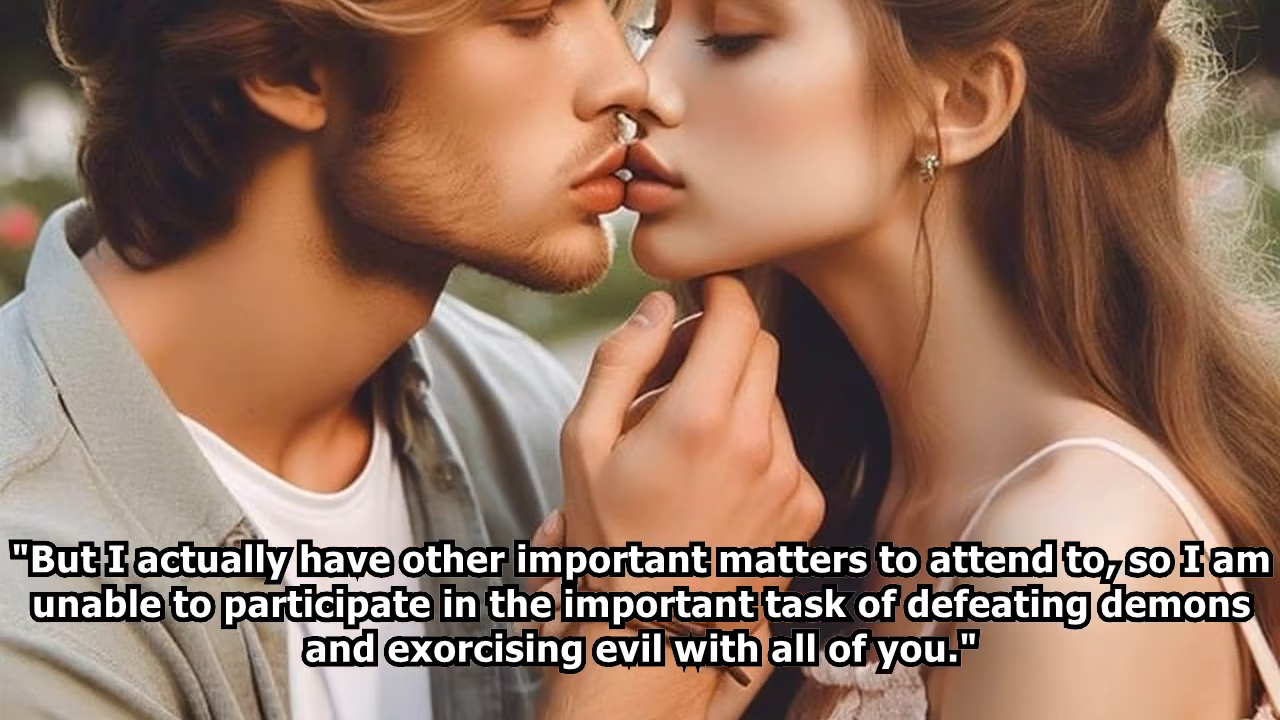 "But I actually have other important matters to attend to, so I am
unable to participate in the important task of defeating demons
and exorcising evil with all of you."